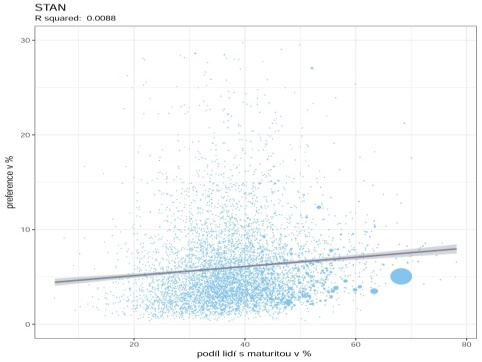 STAN
R squared: 0.0088
30
20
10
0
preference v %
20 40 60 80
podíl lidí s maturitou v %